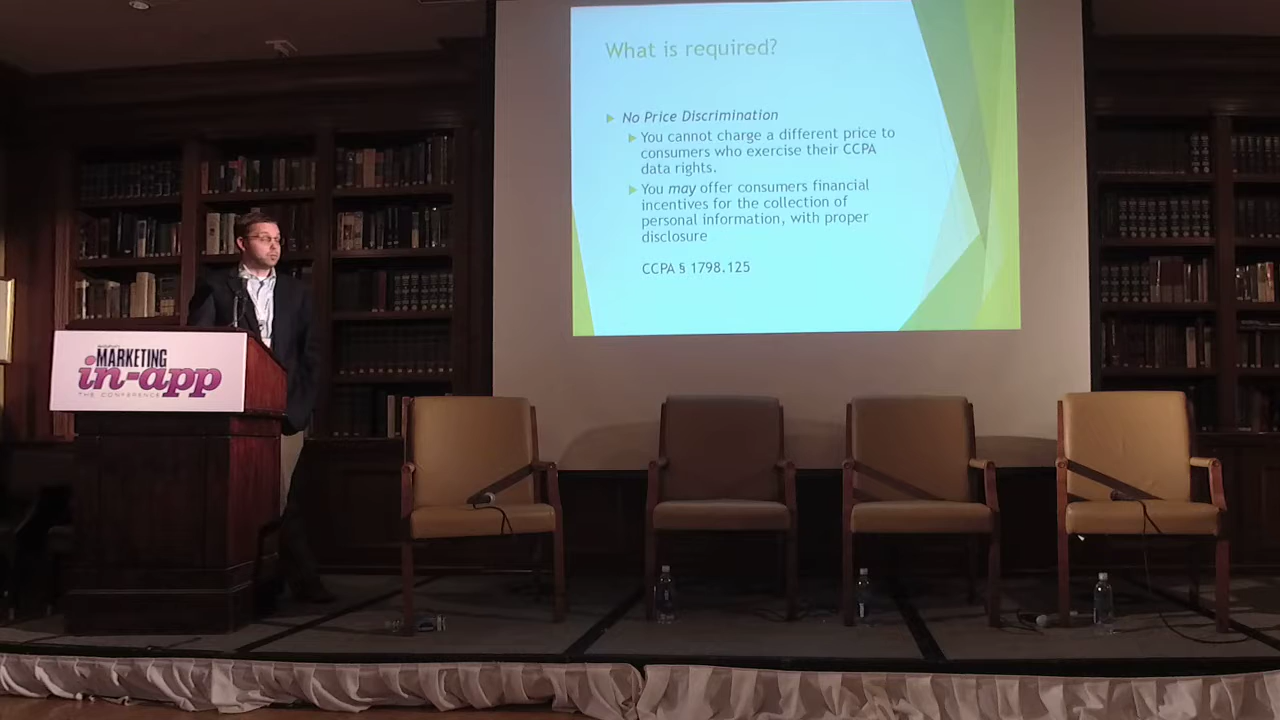 What is required?
No Price Discrimination
You cannot charge a different price to
consumers who exercise their CCPA
data rights.
You may offer consumers financial
incentives for the collection of
personal information, with proper
disclosure
CCPA § 1798.125
MARKETING
in-app
THE CONFERENCE